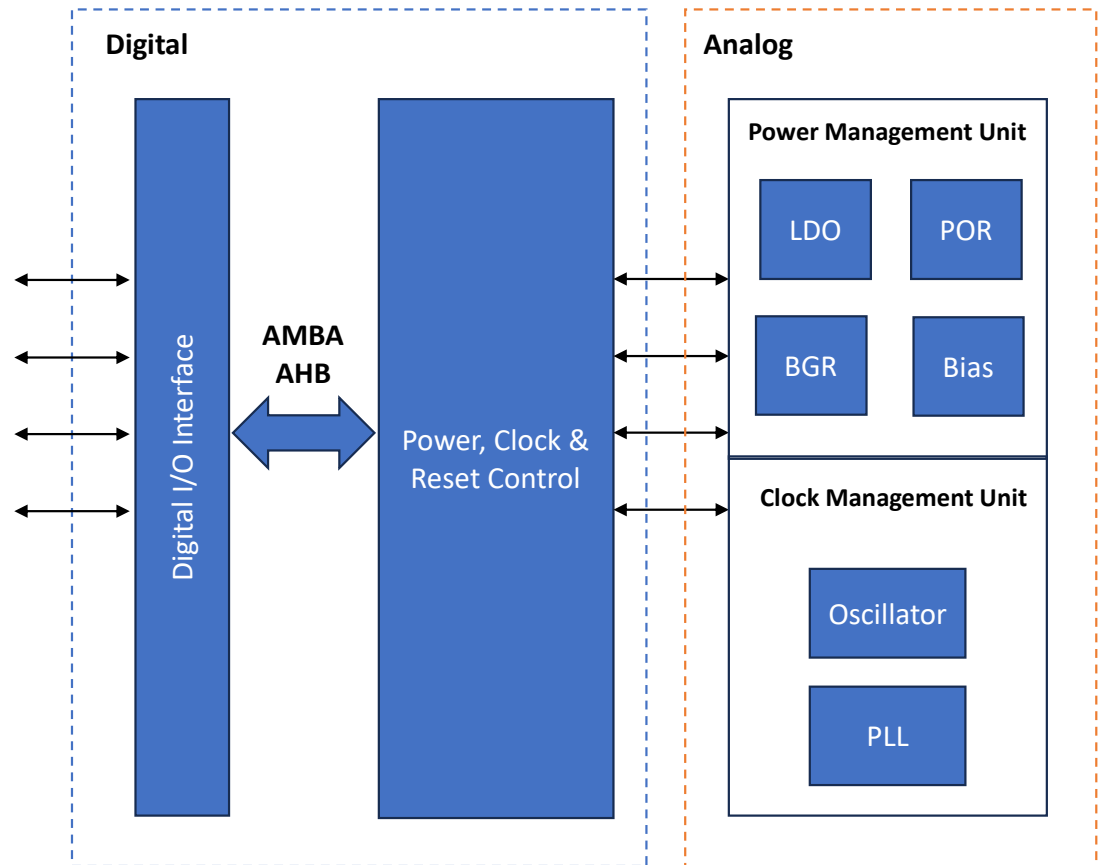 Digital
Analog
Digital I/O Interface
AMBA
AHB
Power, Clock &
Reset Control
Power Management Unit
LDO
POR
BGR
Bias
Clock Management Unit
Oscillator
PLL